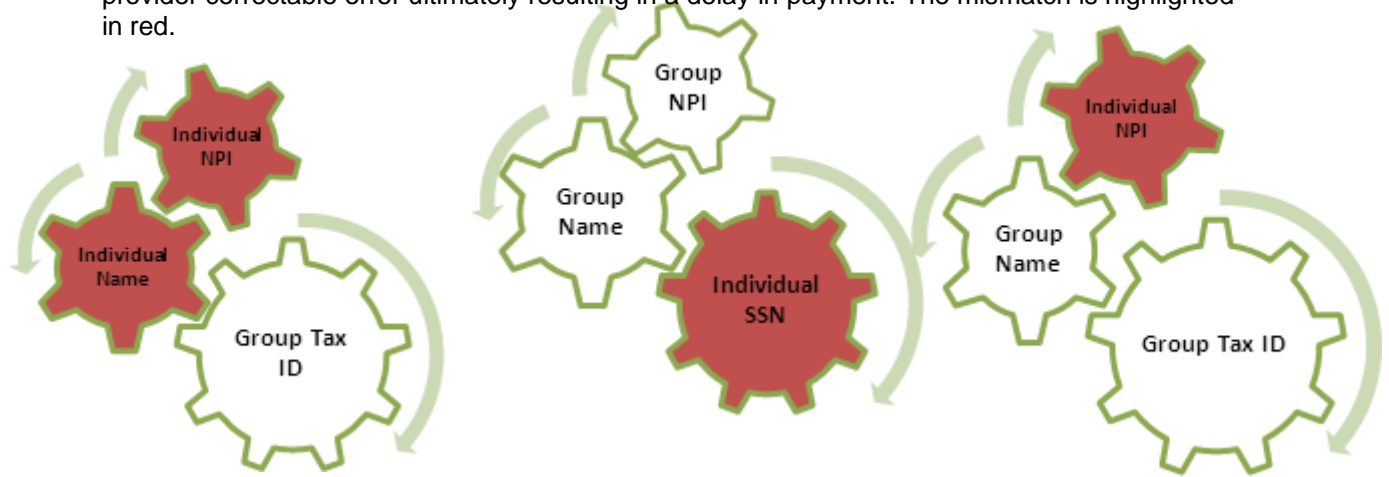 provider correctable error ultimately resulting in a delay in payment. The mismatch is highlighted
in red.
Individual
NPI
Individual
Name
Group Tax
ID
Group
NPI
Group
Name
Individual
SSN
Individual
NPI
Group
Name
Group Tax ID